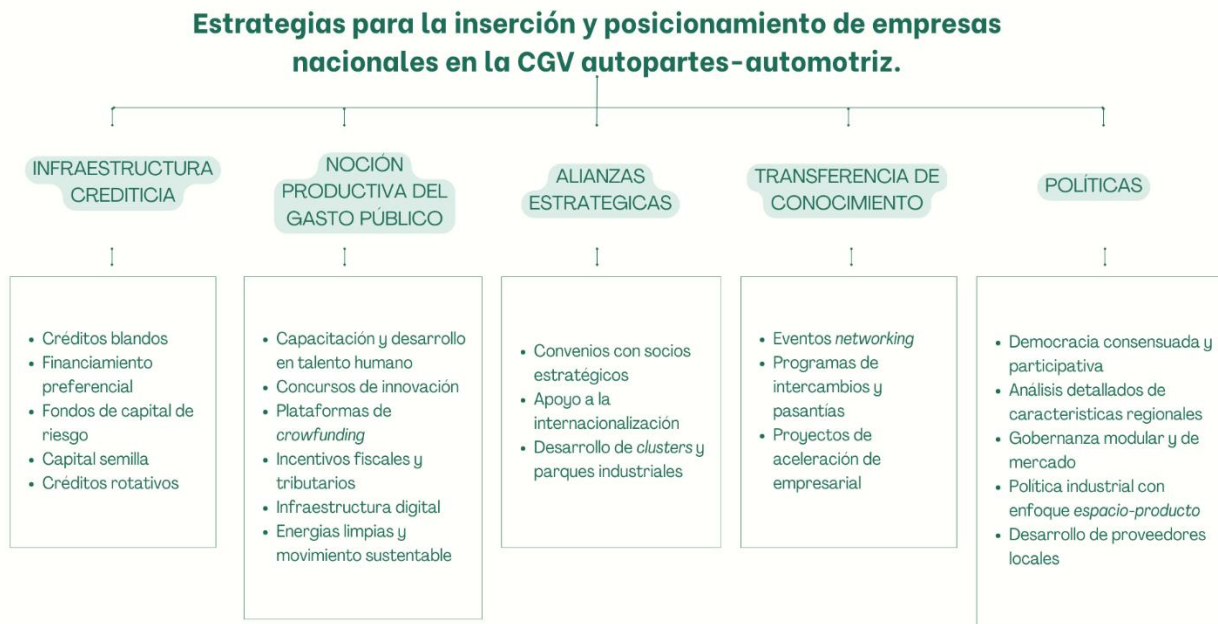 Estrategias para la inserción y posicionamiento de empresas
nacionales en la CGV autopartes-automotriz.
INFRAESTRUCTURA
CREDITICIA
• Créditos blandos
• Financiamiento
preferencial
• Fondos de capital de
riesgo
• Capital semilla
• Créditos rotativos
NOCIÓN
PRODUCTIVA DEL
GASTO PÚBLICO
• Capacitación y desarrollo
en talento humano
• Concursos de innovación
• Plataformas de
crowfunding
• Incentivos fiscales y
tributarios
• Infraestructura digital
• Energias limpias y
movimiento sustentable
ALIANZAS
ESTRATEGICAS
• Convenios con socios
estratégicos
• Apoyo a la
internacionalización
• Desarrollo de clusters y
parques industriales
TRANSFERENCIA DE
CONOCIMIENTO
• Eventos networking
• Programas de
intercambios y
pasantías
• Proyectos de
aceleración de
empresarial
POLÍTICAS
• Democracia consensuada y
participativa
• Análisis detallados de
caracteristicas regionales
• Gobernanza modular y de
mercado
• Política industrial con
enfoque espacio-producto
• Desarrollo de proveedores
locales